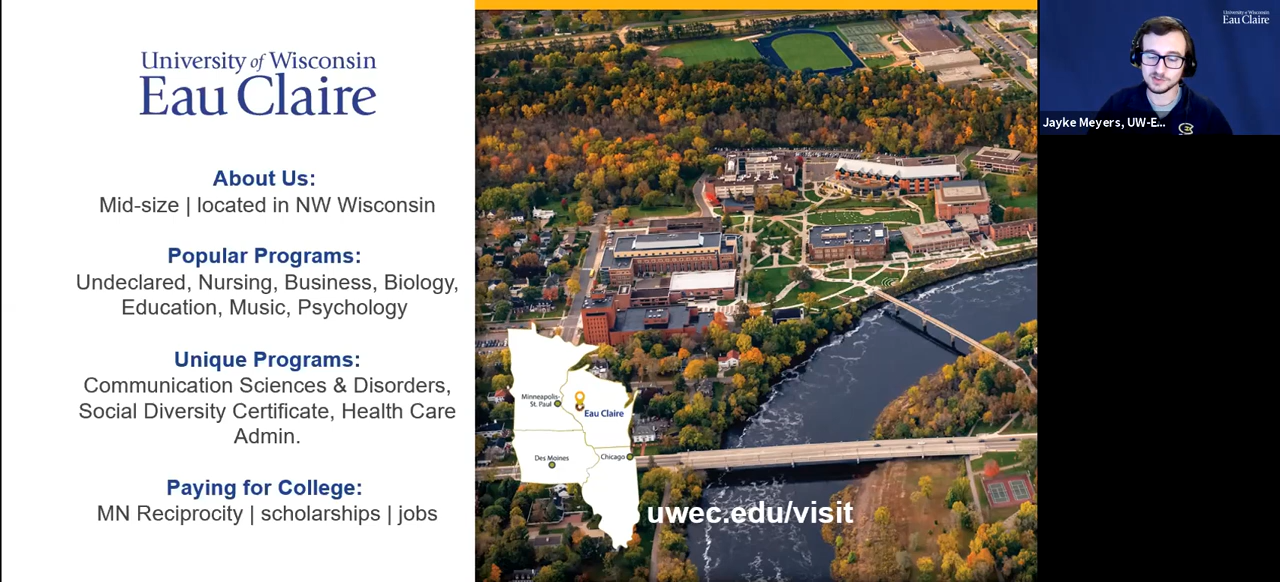 University of Wisconsin
Eau Claire
About Us:
Mid-size | located in NW Wisconsin
Popular Programs:
Undeclared, Nursing, Business, Biology,
Education, Music, Psychology
Unique Programs:
Communication Sciences & Disorders,
Social Diversity Certificate, Health Care
Admin.
Paying for College:
MN Reciprocity | scholarships | jobs
Minneapolis-
St. Paul
Eau Claire
Des Moines
Chicago
uwec.edu/visit
University of Wisconsin
Eau Claire
Jayke Meyers, UW-E...